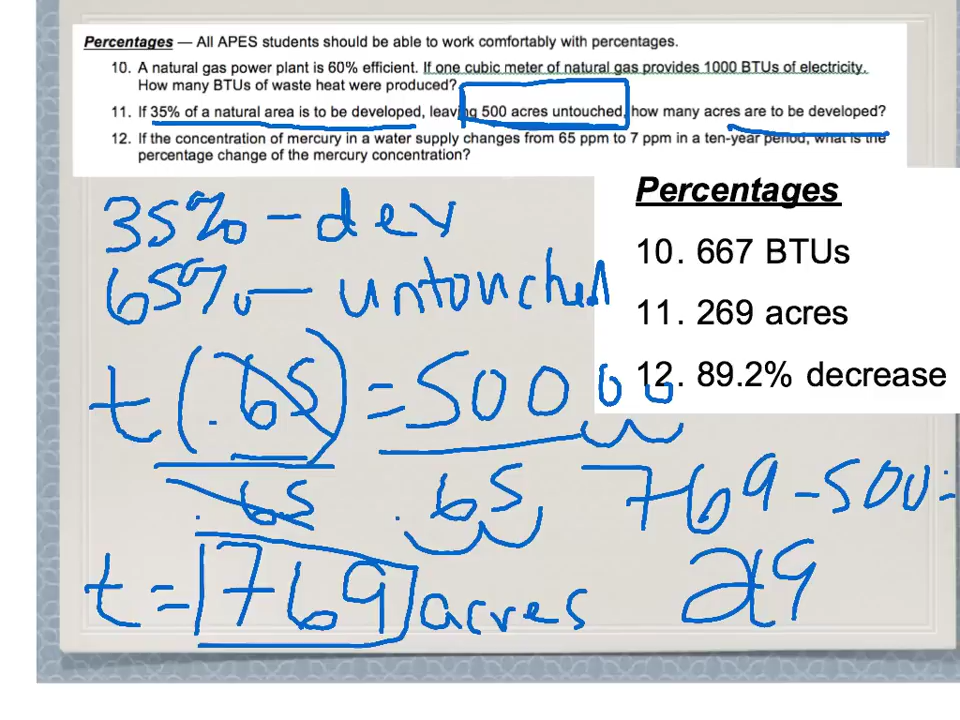 Percentages — All APES students should be able to work comfortably with percentages.
10. A natural gas power plant is 60% efficient. If one cubic meter of natural gas provides 1000 BTUs of electricity.
How many BTUs of waste heat were produced?
11. If 35% of a natural area is to be developed, leaving 500 acres untouched, how many acres are to be developed?
12. If the concentration of mercury in a water supply changes from 65 ppm to 7 ppm in a ten-year period, what is the
percentage change of the mercury concentration?
Percentages
10. 667 BTUs
11. 269 acres
12. 89.2% decrease
35% - dev
65% - untouched
t (.65) = 500 00
.65 .65
769 - 500 =
t = 769 acres